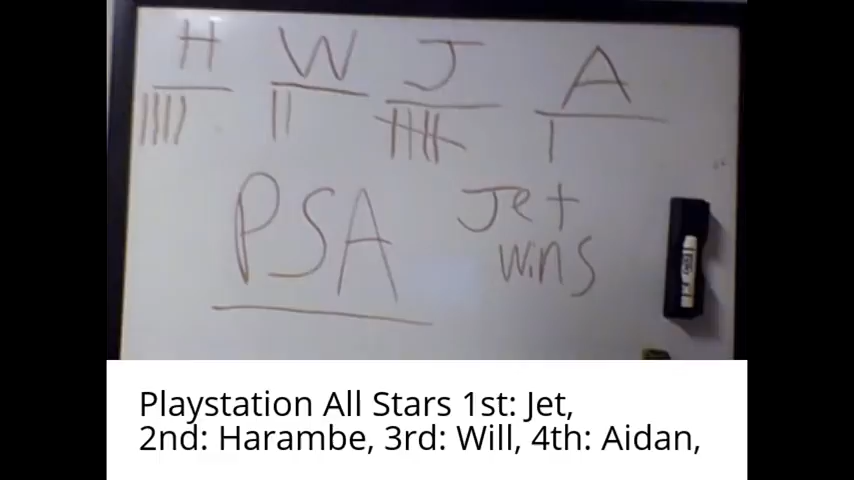 H W J A
PSA
Jet
wins
Playstation All Stars 1st: Jet,
2nd: Harambe, 3rd: Will, 4th: Aidan,